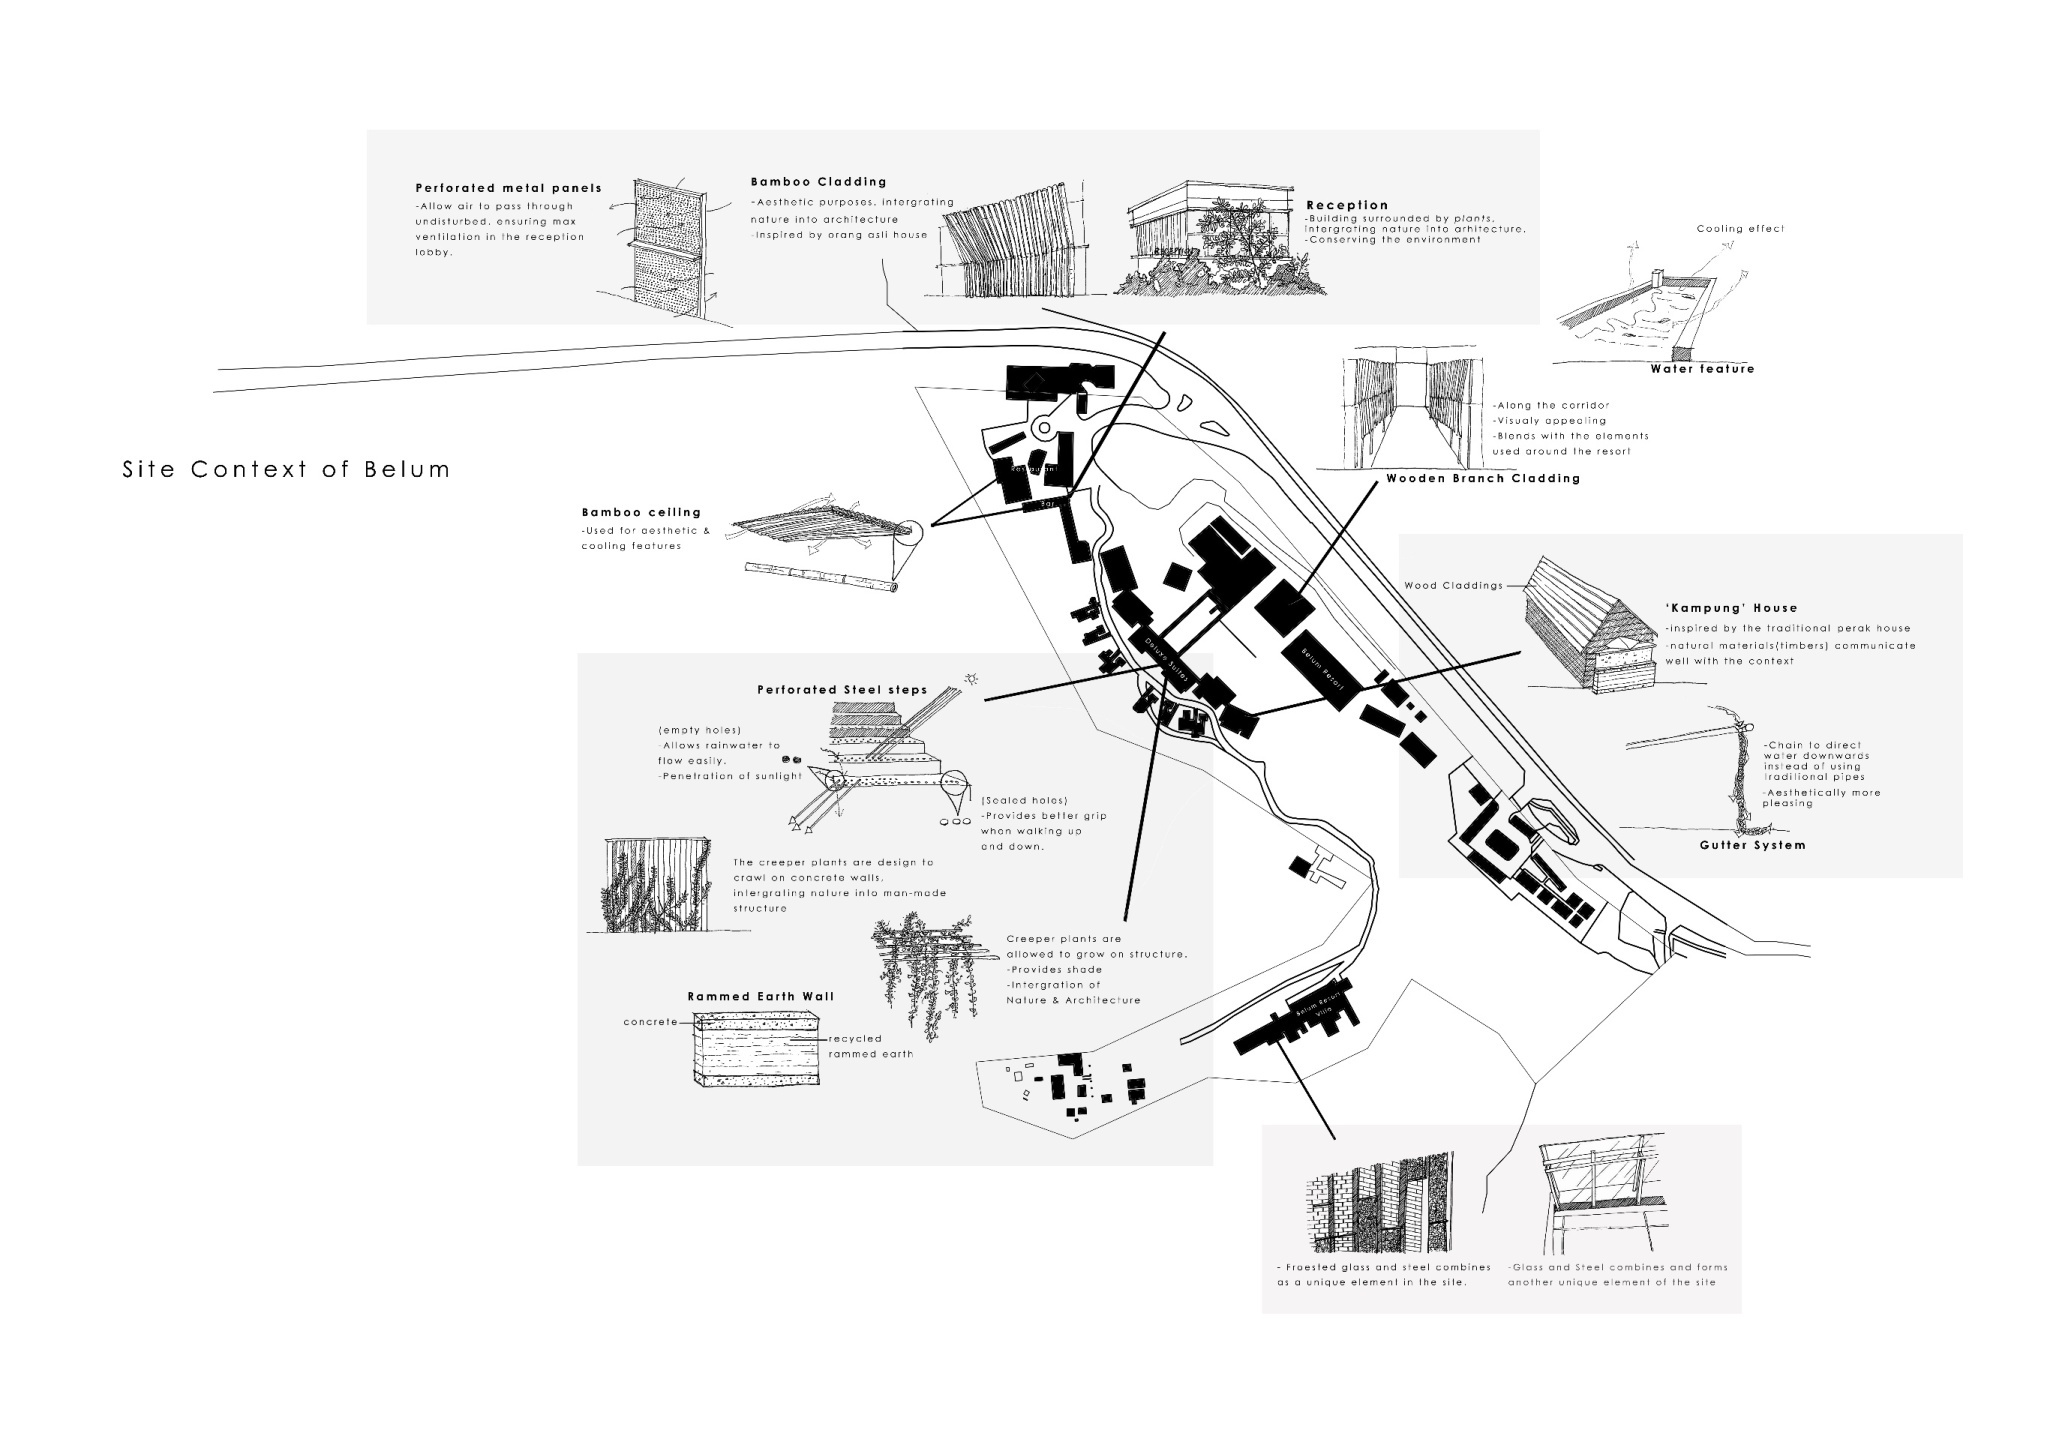 Perforated metal panels
-Allow air to pass through
undisturbed, ensuring max
ventilation in the reception
lobby.
Bamboo Cladding
-Aesthetic purposes, intergrating
nature into architecture
-Inspired by orang asli house
RECEPTION
Reception
-Building surrounded by plants,
intergrating nature into arhitecture.
-Conserving the environment
Cooling effect
Water feature
-Along the corridor
-Visualy appealing
-Blends with the elements
used around the resort
Wooden Branch Cladding
Site Context of Belum
Restaurant
Bar
Bamboo ceiling
-Used for aesthetic &
cooling features
Wood Claddings
'Kampung' House
-inspired by the traditional perak house
-natural materials(timbers) communicate
well with the context
Deluxe Suites
Belum Resort
Perforated Steel steps
(empty holes)
-Allows rainwater to
flow easily.
-Penetration of sunlight
(Sealed holes)
-Provides better grip
when walking up
and down.
-Chain to direct
water downwards
instead of using
traditional pipes
-Aesthetically more
pleasing
Gutter System
The creeper plants are design to
crawl on concrete walls,
intergrating nature into man-made
structure
Creeper plants are
allowed to grow on structure.
-Provides shade
-Intergration of
Nature & Architecture
Rammed Earth Wall
concrete
recycled
rammed earth
Belum Resort
Villa
- Froested glass and steel combines
as a unique element in the site.
-Glass and Steel combines and forms
another unique element of the site